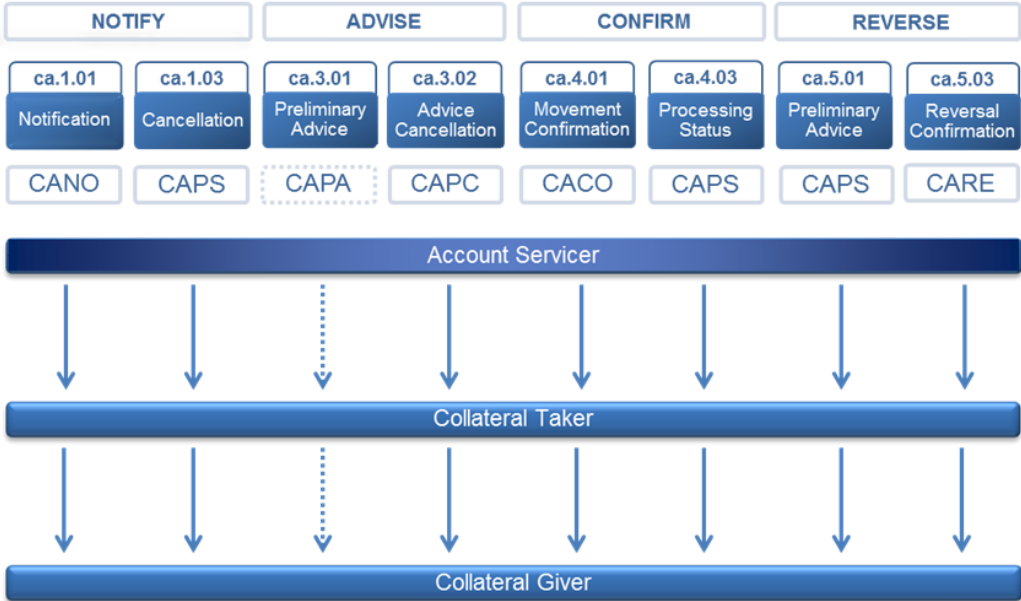 NOTIFY ADVISE CONFIRM REVERSE
ca.1.01 ca.1.03 ca.3.01 ca.3.02 ca.4.01 ca.4.03 ca.5.01 ca.5.03
Notification Cancellation Preliminary Advice Movement Processing Preliminary Reversal
Advice Cancellation Confirmation Status Advice Confirmation
CANO CAPS CAPA CAPC CACO CAPS CAPS CARE
Account Servicer
Collateral Taker
Collateral Giver